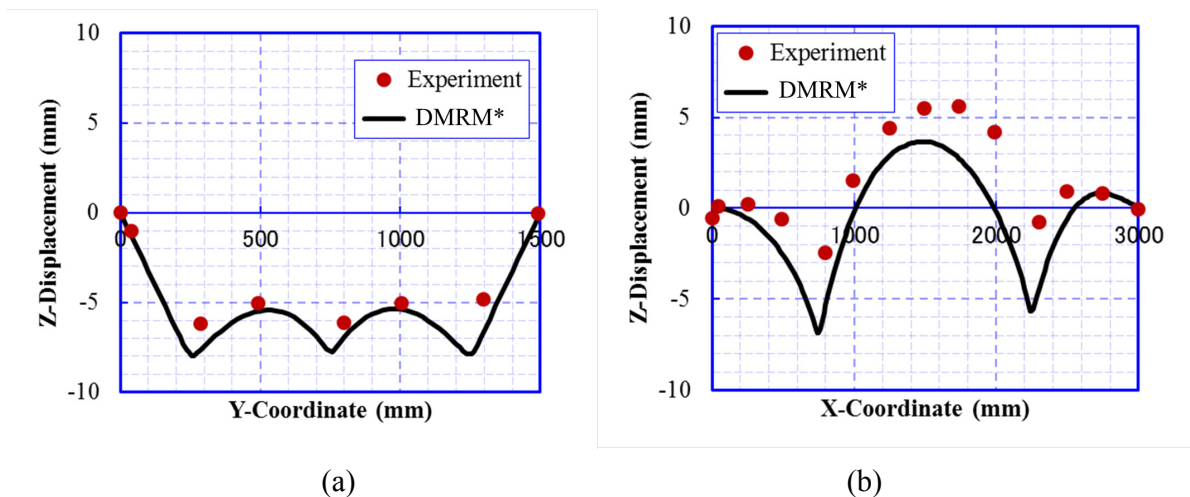 10
5
0
-5
-10
Z-Displacement (mm)
Experiment
DMRM*
0
500
1000
1500
Y-Coordinate (mm)
(a)
10
5
0
-5
-10
Z-Displacement (mm)
Experiment
DMRM*
0
1000
2000
3000
X-Coordinate (mm)
(b)